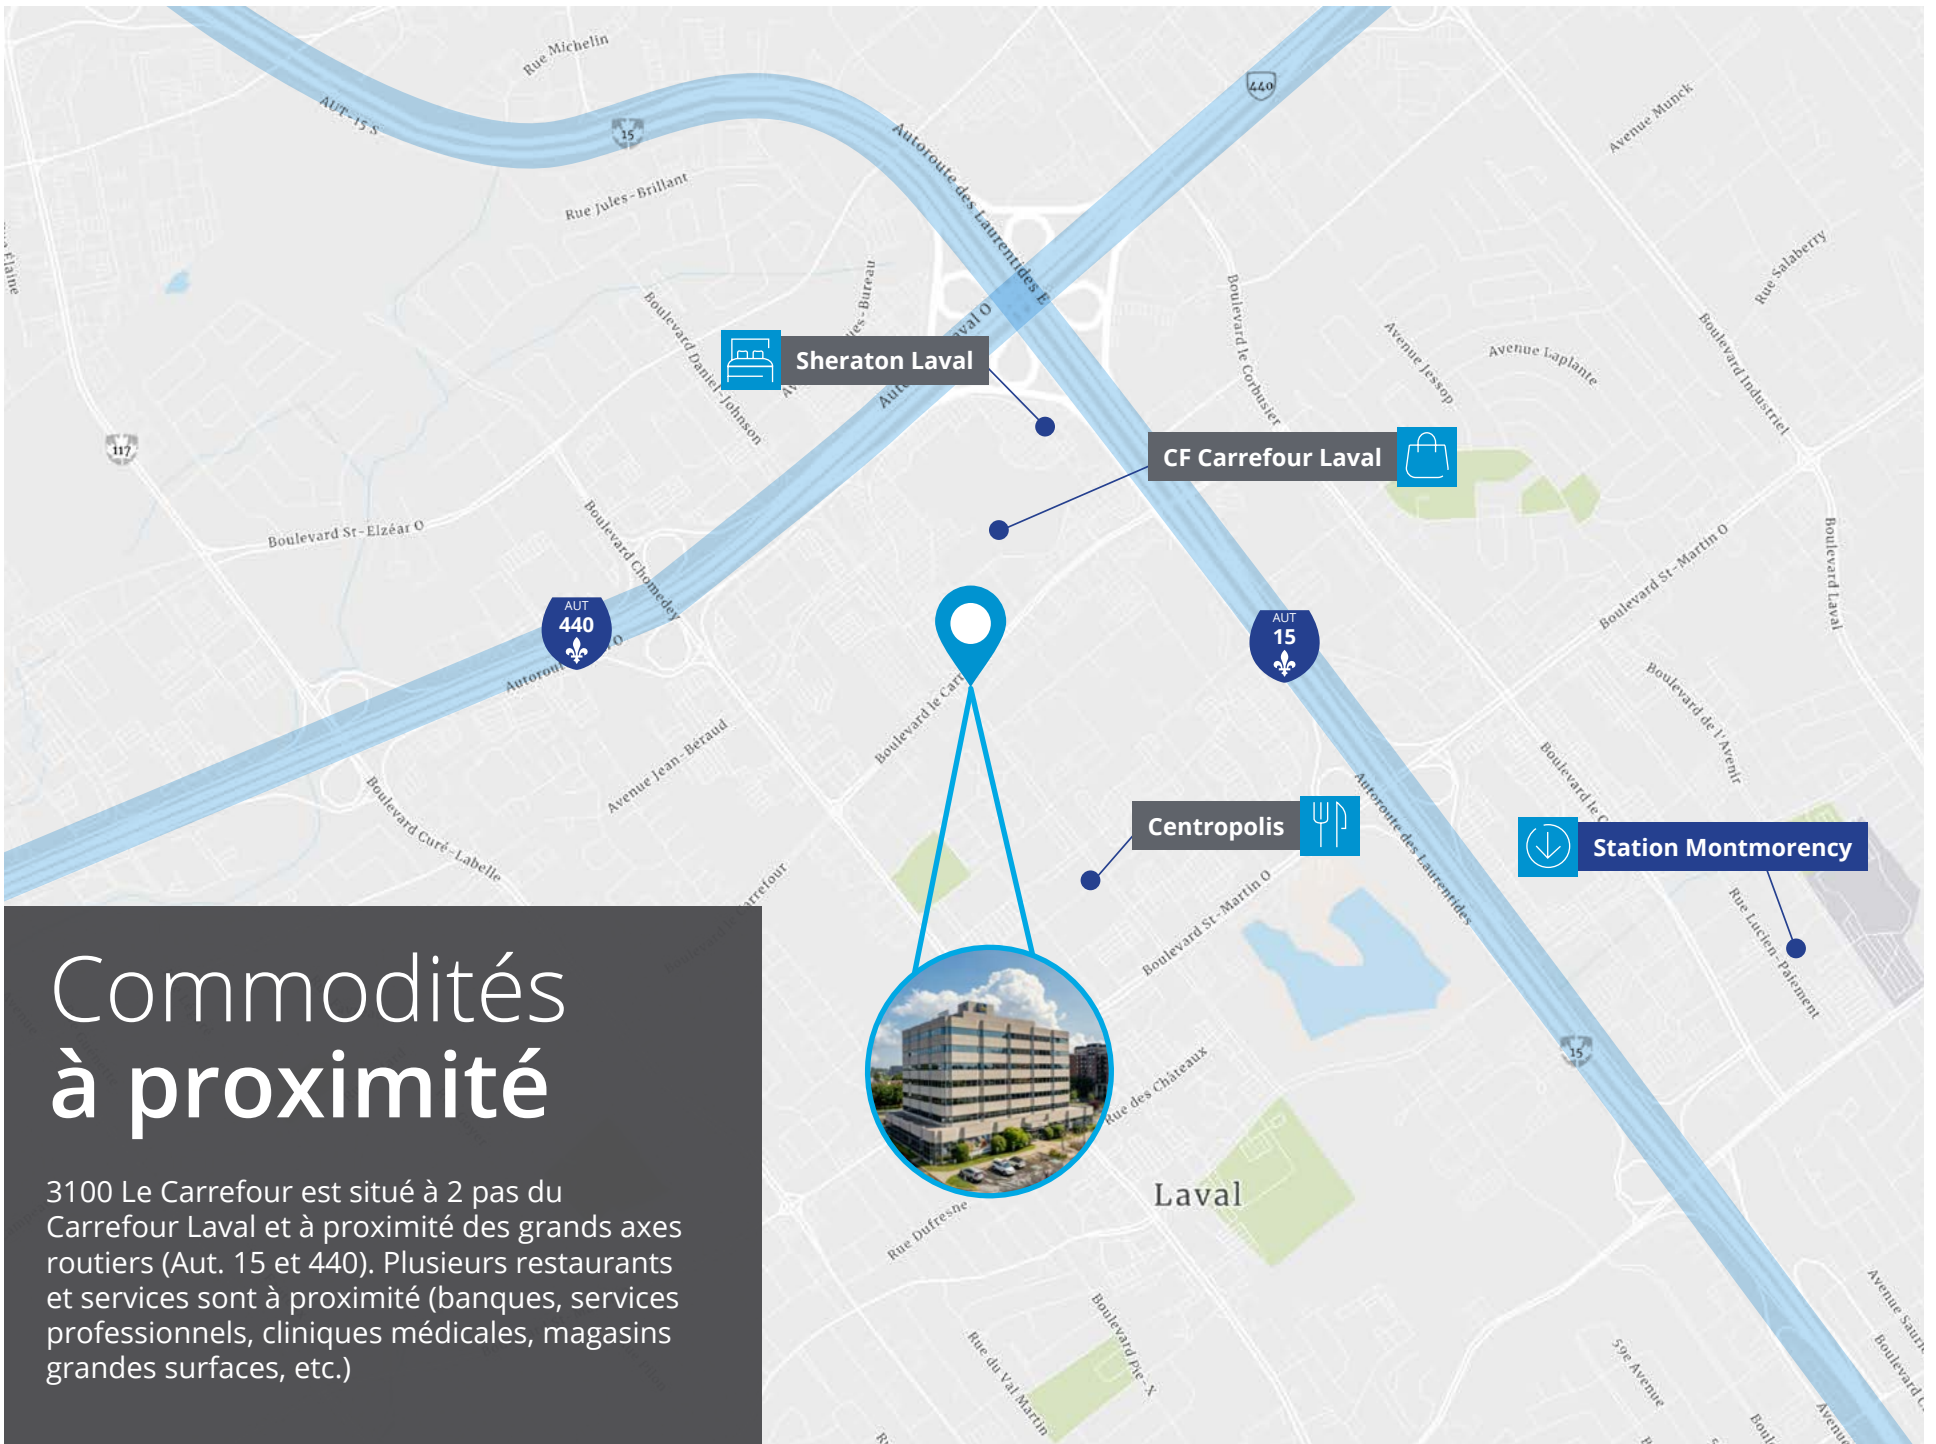 Rue Michelin
440
AUT-15 S
15
Avenue Munck
Autoroute des Laurentides E
Rue Jules-Brillant
Rue Salaberry
Boulevard le Corbusier
Boulevard Daniel-Johnson
Sheraton Laval
Avenue Jessop
Avenue Laplante
Boulevard Industriel
117
CF Carrefour Laval
Boulevard St-Elzéar O
Boulevard Chomedey
Boulevard St-Martin O
Boulevard Laval
AUT
440
AUT
15
Boulevard de l'Avenir
Avenue Jean-Béraud
Boulevard Curé-Labelle
Centropolis
Autoroute des Laurentides
Station Montmorency
Boulevard St-Martin O
Rue Lucien-Paiement
Commodités
à proximité
15
Rue des Châteaux
3100 Le Carrefour est situé à 2 pas du
Carrefour Laval et à proximité des grands axes
routiers (Aut. 15 et 440). Plusieurs restaurants
et services sont à proximité (banques, services
professionnels, cliniques médicales, magasins
grandes surfaces, etc.)
Laval
Rue Dufresne
Boulevard Pie-X
Rue du Val Martin
59e Avenue